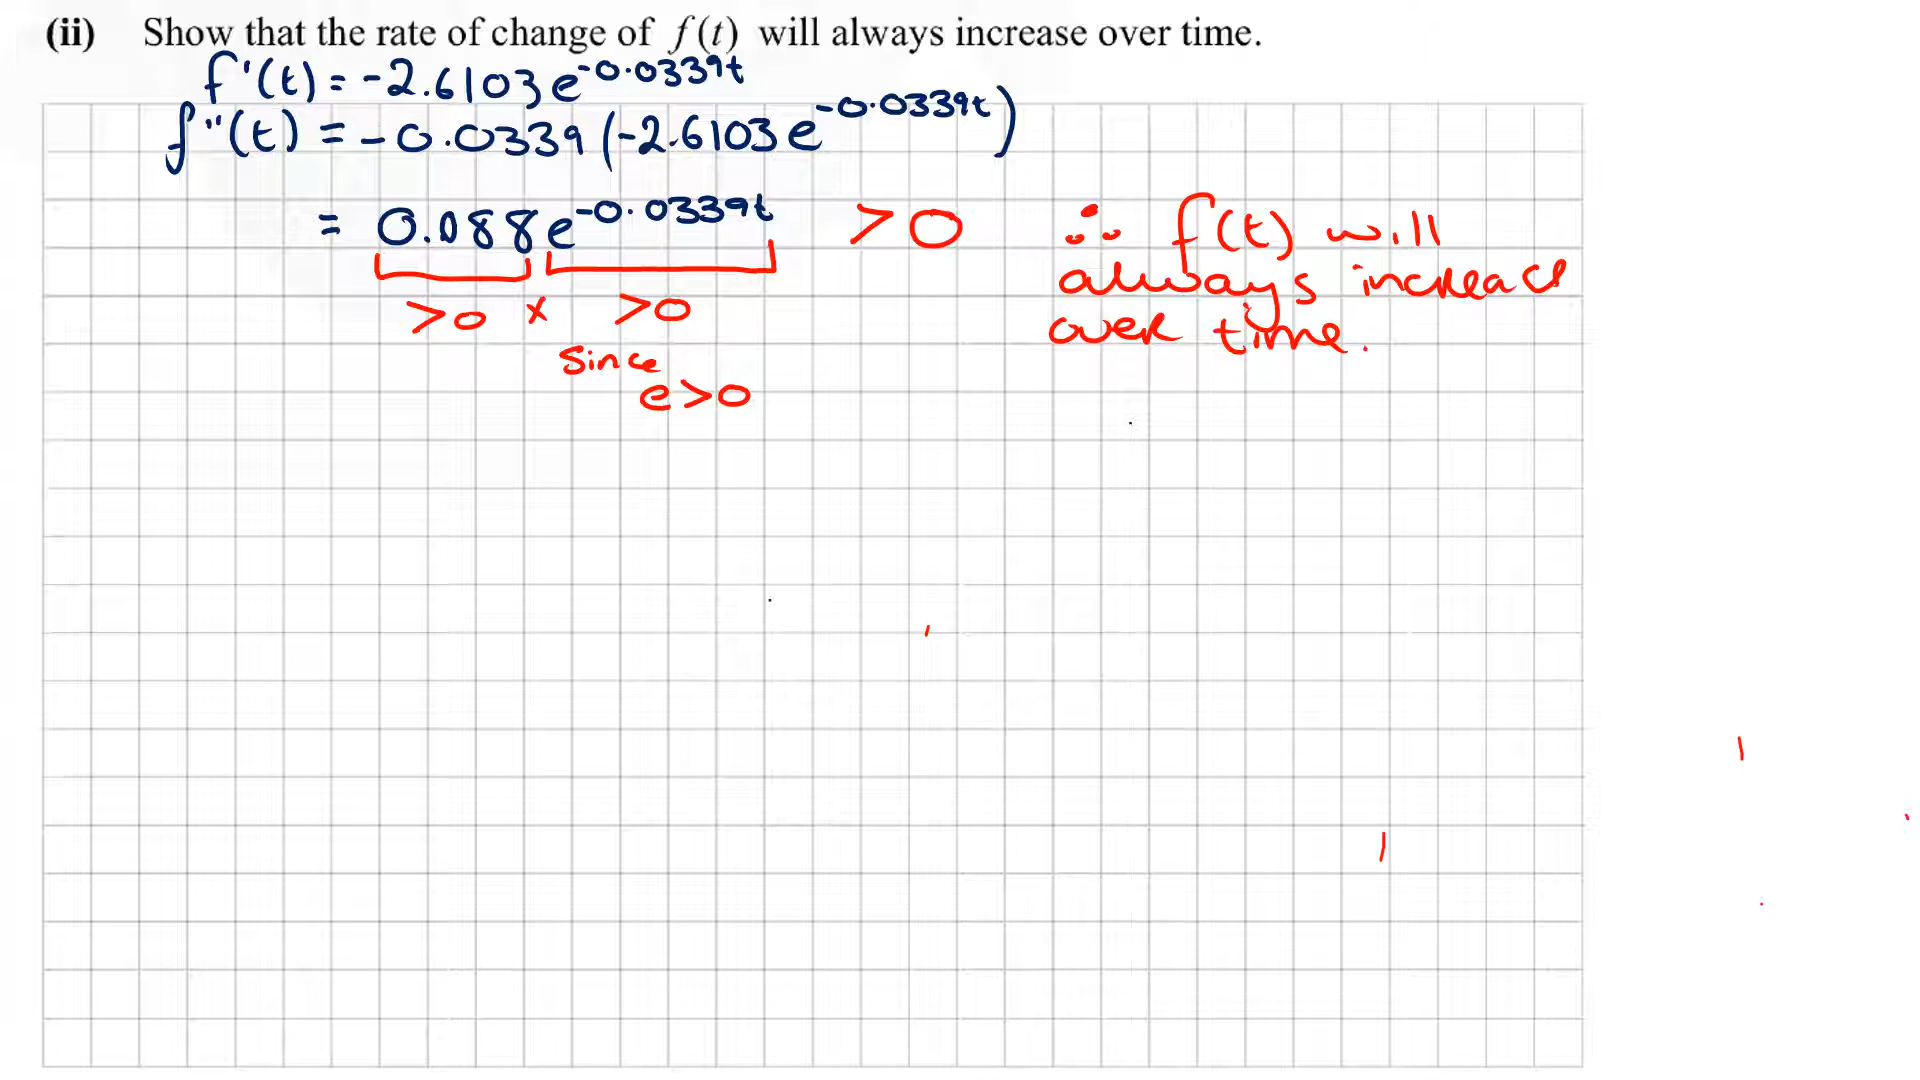 (ii) Show that the rate of change of f(t) will always increase over time.
f'(t) = -2.6103e^-0.0339t
f''(t) = -0.0339(-2.6103e^-0.0339t)
= 0.088e^-0.0339t >0 ∴ f(t) will
always increase
over time.
>0 × >0
Since
e>0